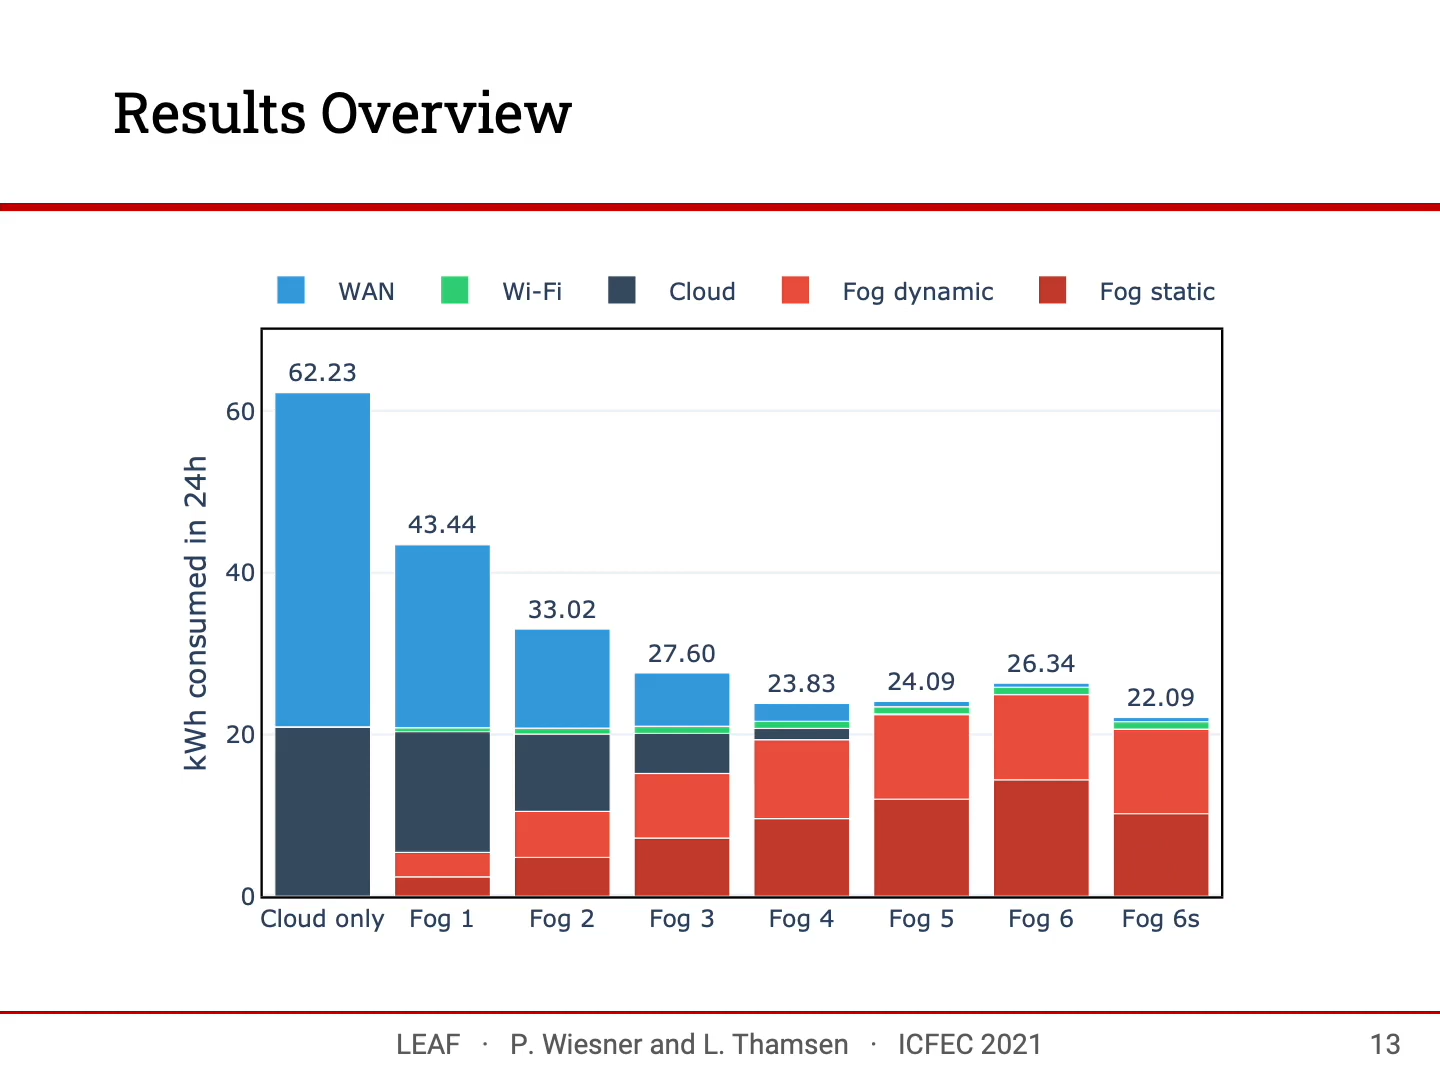 Results Overview
WAN Wi-Fi Cloud Fog dynamic Fog static
kWh consumed in 24h
60
40
20
0
62.23
43.44
33.02
27.60
23.83
24.09
26.34
22.09
Cloud only Fog 1 Fog 2 Fog 3 Fog 4 Fog 5 Fog 6 Fog 6s
LEAF · P. Wiesner and L. Thamsen · ICFEC 2021
13